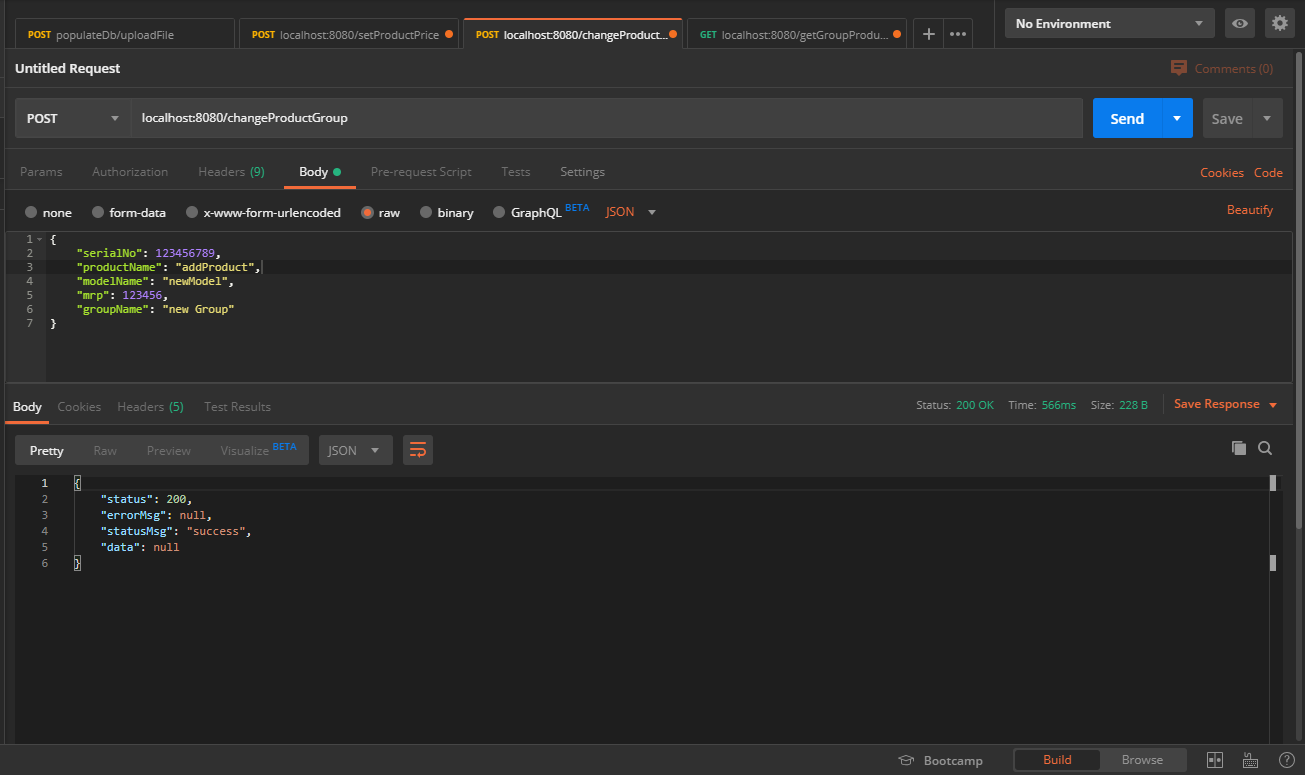 POST populateDb/uploadFile
POST localhost:8080/setProductPrice
POST localhost:8080/changeProduct...
GET localhost:8080/getGroupProdu...
No Environment
Untitled Request
Comments (0)
POST
localhost:8080/changeProductGroup
Send
Save
Params Authorization Headers (9) Body Pre-request Script Tests Settings
Cookies Code
none form-data x-www-form-urlencoded raw binary GraphQL BETA JSON
Beautify
1 {
2 "serialNo": 123456789,
3 "productName": "addProduct",
4 "modelName": "newModel",
5 "mrp": 123456,
6 "groupName": "new Group"
7 }
Body Cookies Headers (5) Test Results
Status: 200 OK Time: 566ms Size: 228 B
Save Response
Pretty Raw Preview Visualize BETA JSON
1 {
2 "status": 200,
3 "errorMsg": null,
4 "statusMsg": "success",
5 "data": null
6 }
Bootcamp Build Browse